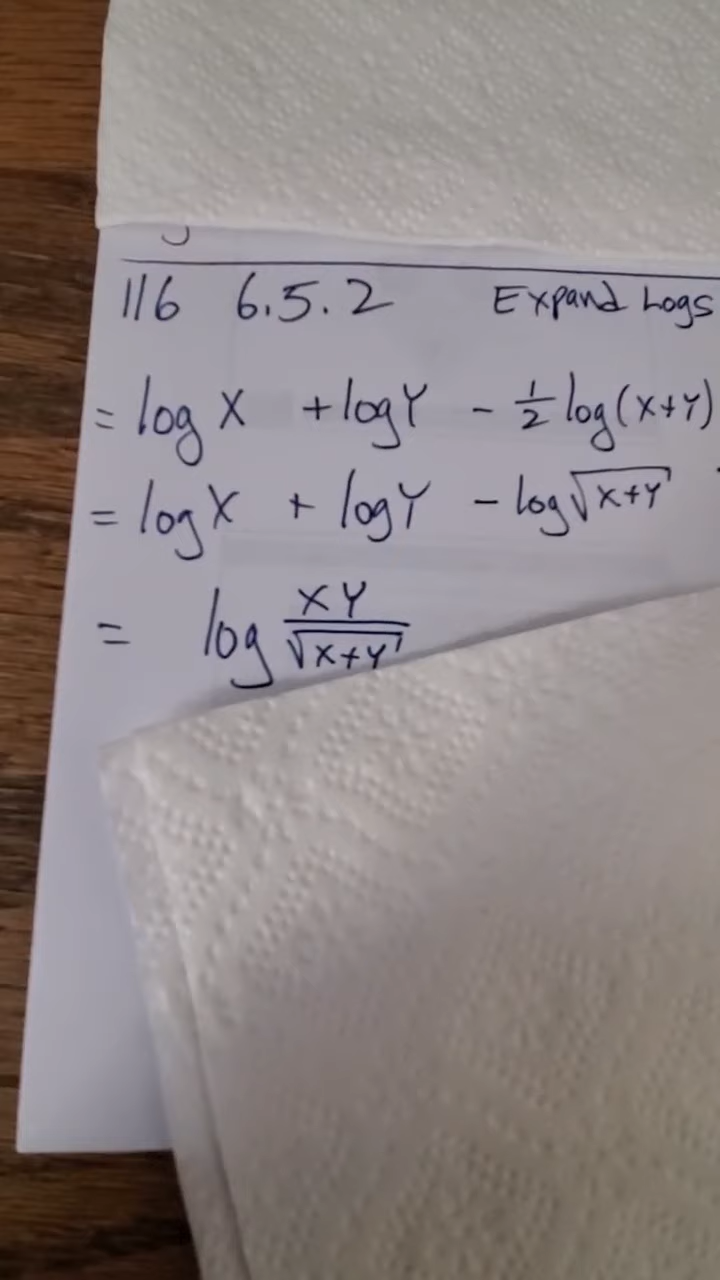 116 6.5.2 Expand Logs
= log X + log Y - ½ log(X+Y)
= log X + log Y - log √(X+Y)
= log XY/√(X+Y)